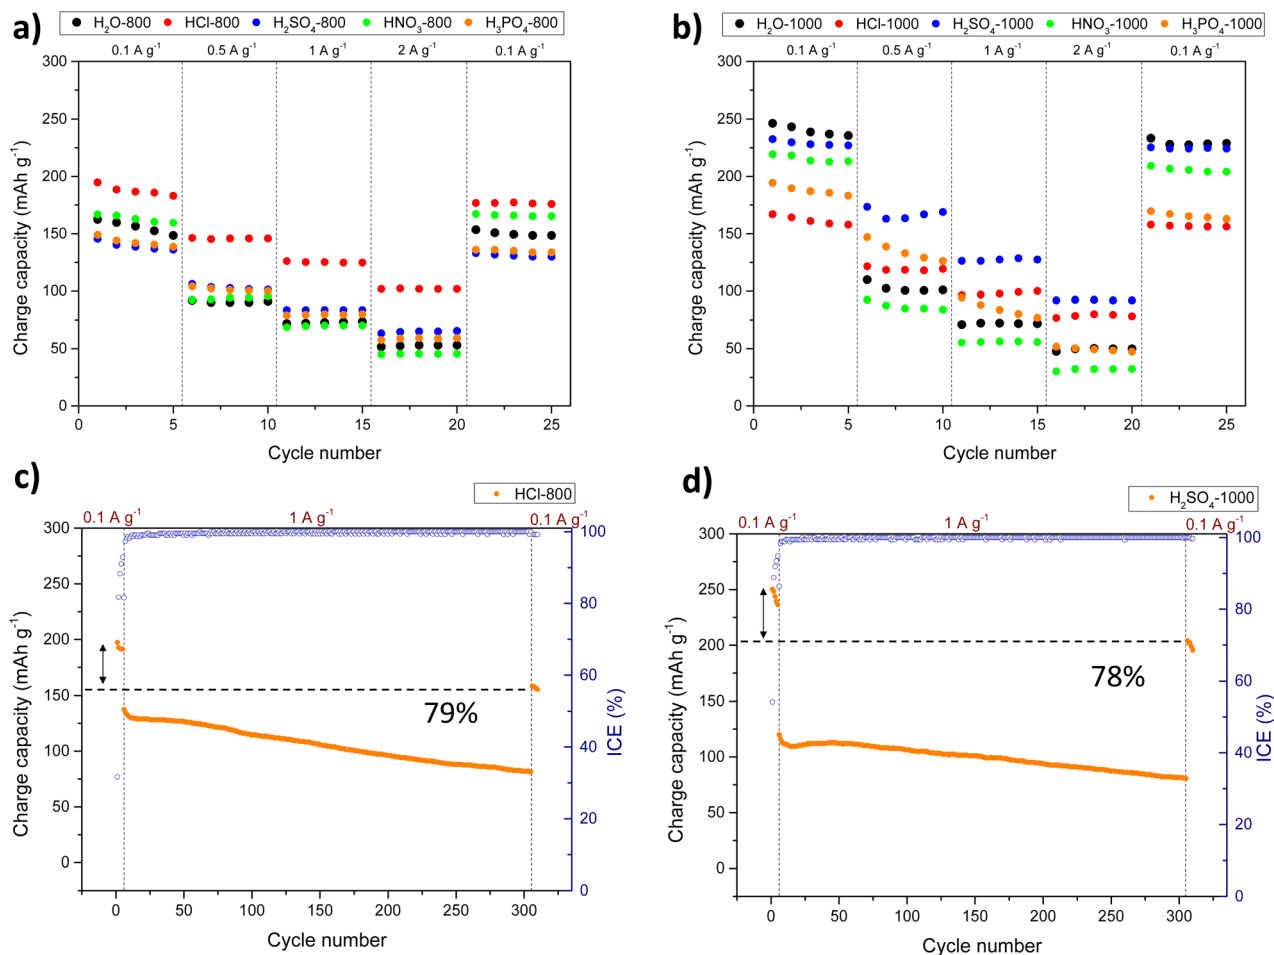 a)
H₂O-800 HCl-800 H₂SO₄-800 HNO₃-800 H₃PO₄-800
0.1 A g⁻¹ 0.5 A g⁻¹ 1 A g⁻¹ 2 A g⁻¹ 0.1 A g⁻¹
300
250
200
150
100
50
0
Charge capacity (mAh g⁻¹)
0 5 10 15 20 25
Cycle number
b)
H₂O-1000 HCl-1000 H₂SO₄-1000 HNO₃-1000 H₃PO₄-1000
0.1 A g⁻¹ 0.5 A g⁻¹ 1 A g⁻¹ 2 A g⁻¹ 0.1 A g⁻¹
300
250
200
150
100
50
0
Charge capacity (mAh g⁻¹)
0 5 10 15 20 25
Cycle number
c)
HCl-800
0.1 A g⁻¹ 1 A g⁻¹ 0.1 A g⁻¹
300
250
200
150
100
50
0
Charge capacity (mAh g⁻¹)
79%
100
80
60
40
20
0
ICE (%)
0 50 100 150 200 250 300
Cycle number
d)
H₂SO₄-1000
0.1 A g⁻¹ 1 A g⁻¹ 0.1 A g⁻¹
300
250
200
150
100
50
0
Charge capacity (mAh g⁻¹)
78%
100
80
60
40
20
0
ICE (%)
0 50 100 150 200 250 300
Cycle number